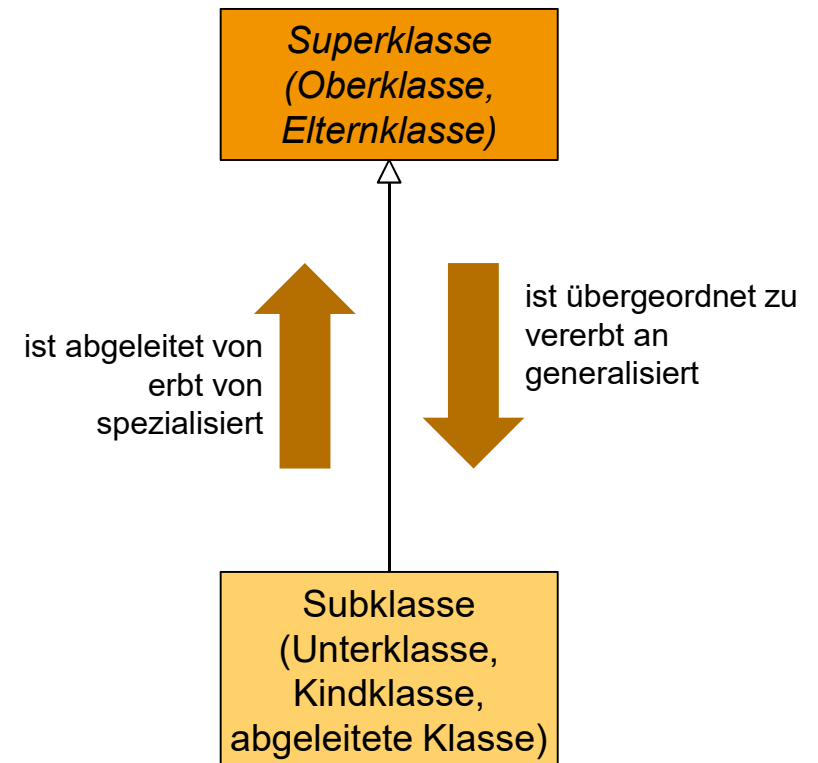 Superklasse
(Oberklasse,
Elternklasse)
ist abgeleitet von
erbt von
spezialisiert
ist übergeordnet zu
vererbt an
generalisiert
Subklasse
(Unterklasse,
Kindklasse,
abgeleitete Klasse)